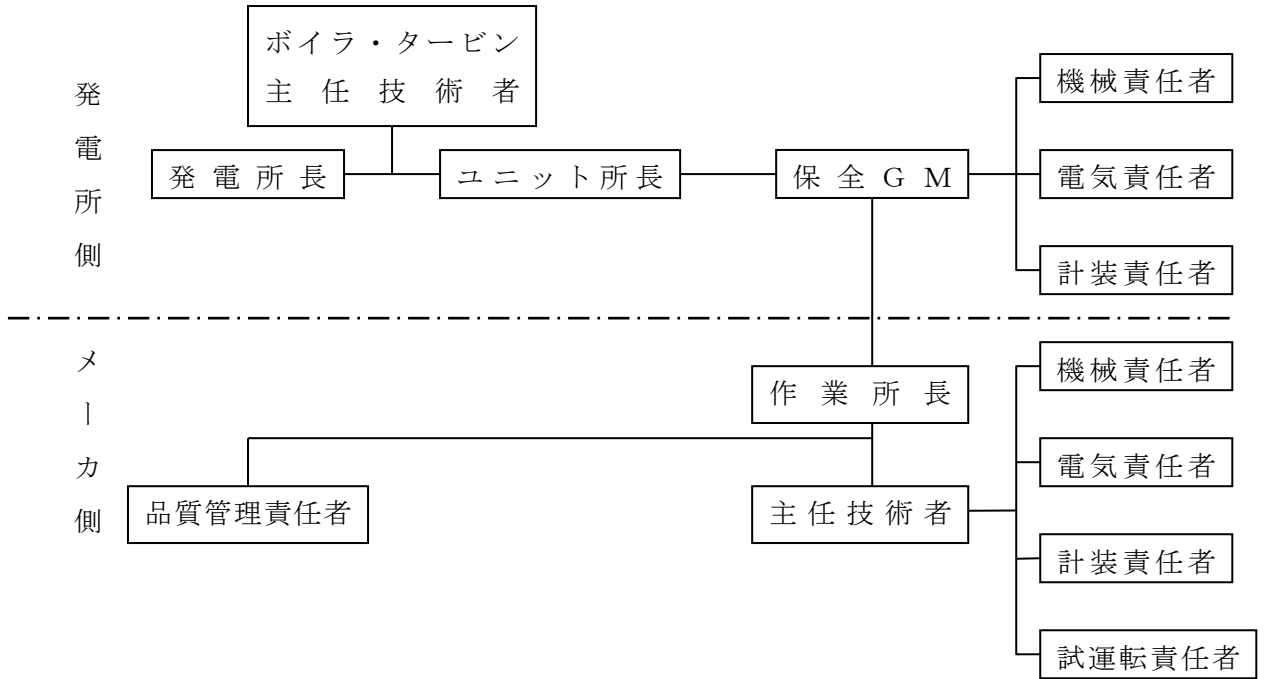 発電所側
ボイラ・タービン
主任技術者
発電所長
ユニット所長
保全GM
機械責任者
電気責任者
計装責任者
メーカ側
作業所長
品質管理責任者
主任技術者
機械責任者
電気責任者
計装責任者
試運転責任者